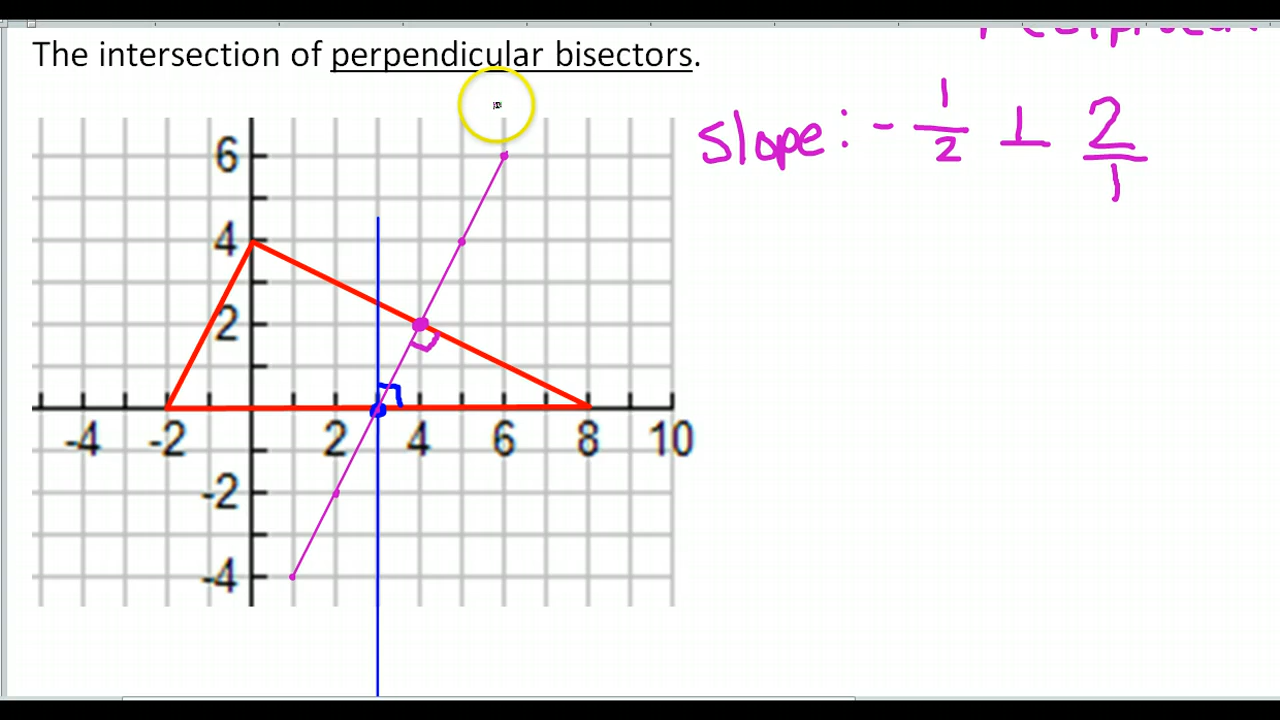 The intersection of perpendicular bisectors.
slope: - 1/2 ⊥ 2/1
6
4
2
-4 -2 2 4 6 8 10
-2
-4